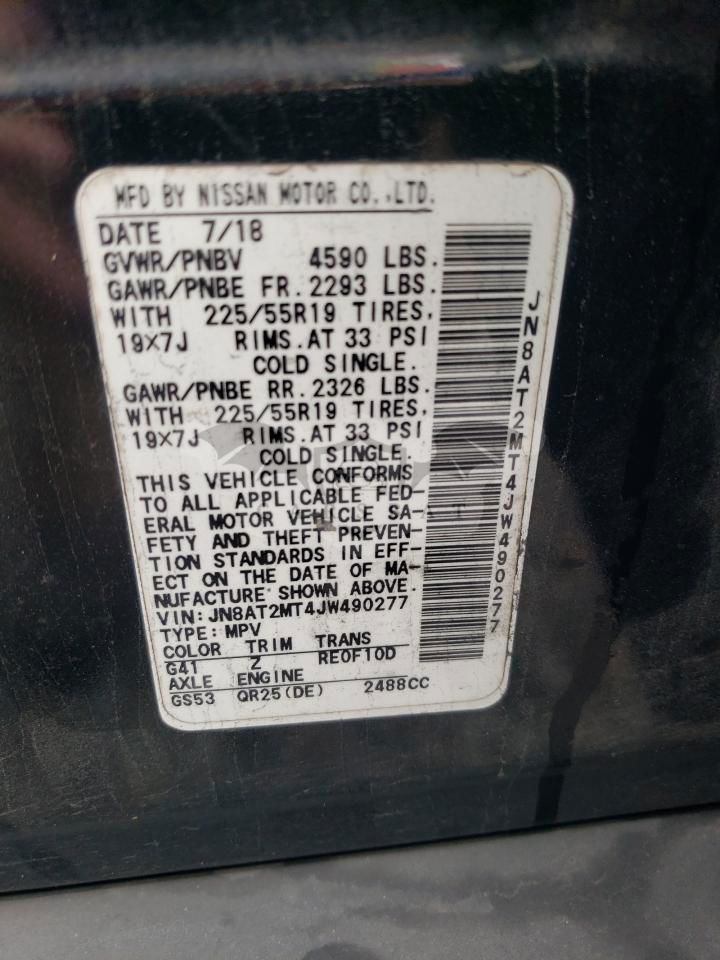 MFD BY NISSAN MOTOR CO.,LTD.
DATE 7/18
GVWR/PNBV 4590 LBS.
GAWR/PNBE FR.2293 LBS.
WITH 225/55R19 TIRES,
19X7J RIMS.AT 33 PSI
COLD SINGLE.
GAWR/PNBE RR.2326 LBS.
WITH 225/55R19 TIRES,
19X7J RIMS.AT 33 PSI
COLD SINGLE.
THIS VEHICLE CONFORMS
TO ALL APPLICABLE FED-
ERAL MOTOR VEHICLE SA-
FETY AND THEFT PREVEN-
TION STANDARDS IN EFF-
ECT ON THE DATE OF MA-
NUFACTURE SHOWN ABOVE.
VIN:JN8AT2MT4JW490277
TYPE:MPV
COLOR TRIM TRANS
G41 Z RE0F10D
AXLE ENGINE
GS53 QR25(DE) 2488CC
JN8AT2MT4JW490277